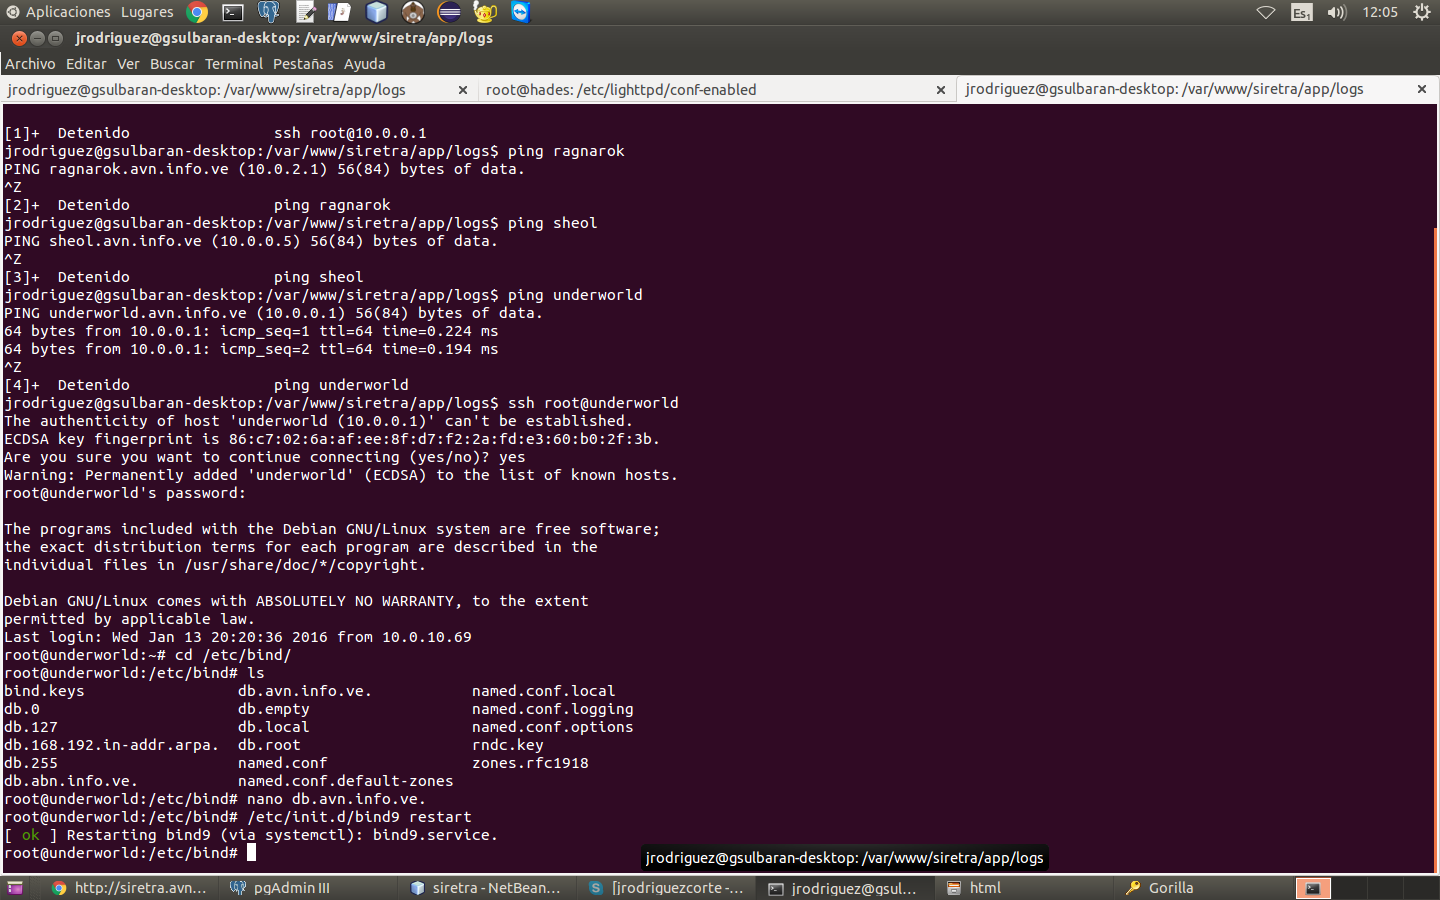 Aplicaciones Lugares Es1 12:05
jrodriguez@gsulbaran-desktop: /var/www/siretra/app/logs
Archivo Editar Ver Buscar Terminal Pestañas Ayuda
jrodriguez@gsulbaran-desktop: /var/www/siretra/app/logs × root@hades: /etc/lighttpd/conf-enabled × jrodriguez@gsulbaran-desktop: /var/www/siretra/app/logs ×
[1]+  Detenido                ssh root@10.0.0.1
jrodriguez@gsulbaran-desktop:/var/www/siretra/app/logs$ ping ragnarok
PING ragnarok.avn.info.ve (10.0.2.1) 56(84) bytes of data.
^Z
[2]+  Detenido                ping ragnarok
jrodriguez@gsulbaran-desktop:/var/www/siretra/app/logs$ ping sheol
PING sheol.avn.info.ve (10.0.0.5) 56(84) bytes of data.
^Z
[3]+  Detenido                ping sheol
jrodriguez@gsulbaran-desktop:/var/www/siretra/app/logs$ ping underworld
PING underworld.avn.info.ve (10.0.0.1) 56(84) bytes of data.
64 bytes from 10.0.0.1: icmp_seq=1 ttl=64 time=0.224 ms
64 bytes from 10.0.0.1: icmp_seq=2 ttl=64 time=0.194 ms
^Z
[4]+  Detenido                ping underworld
jrodriguez@gsulbaran-desktop:/var/www/siretra/app/logs$ ssh root@underworld
The authenticity of host 'underworld (10.0.0.1)' can't be established.
ECDSA key fingerprint is 86:c7:02:6a:af:ee:8f:d7:f2:2a:fd:e3:60:b0:2f:3b.
Are you sure you want to continue connecting (yes/no)? yes
Warning: Permanently added 'underworld' (ECDSA) to the list of known hosts.
root@underworld's password:
The programs included with the Debian GNU/Linux system are free software;
the exact distribution terms for each program are described in the
individual files in /usr/share/doc/*/copyright.
Debian GNU/Linux comes with ABSOLUTELY NO WARRANTY, to the extent
permitted by applicable law.
Last login: Wed Jan 13 20:20:36 2016 from 10.0.10.69
root@underworld:~# cd /etc/bind/
root@underworld:/etc/bind# ls
bind.keys                 db.avn.info.ve.           named.conf.local
db.0                      db.empty                  named.conf.logging
db.127                    db.local                  named.conf.options
db.168.192.in-addr.arpa.  db.root                   rndc.key
db.255                    named.conf                zones.rfc1918
db.abn.info.ve.           named.conf.default-zones
root@underworld:/etc/bind# nano db.avn.info.ve.
root@underworld:/etc/bind# /etc/init.d/bind9 restart
[ ok ] Restarting bind9 (via systemctl): bind9.service.
root@underworld:/etc/bind#
jrodriguez@gsulbaran-desktop: /var/www/siretra/app/logs
http://siretra.avn... pgAdmin III siretra - NetBean... [jrodriguezcorte -... jrodriguez@gsul... html Gorilla